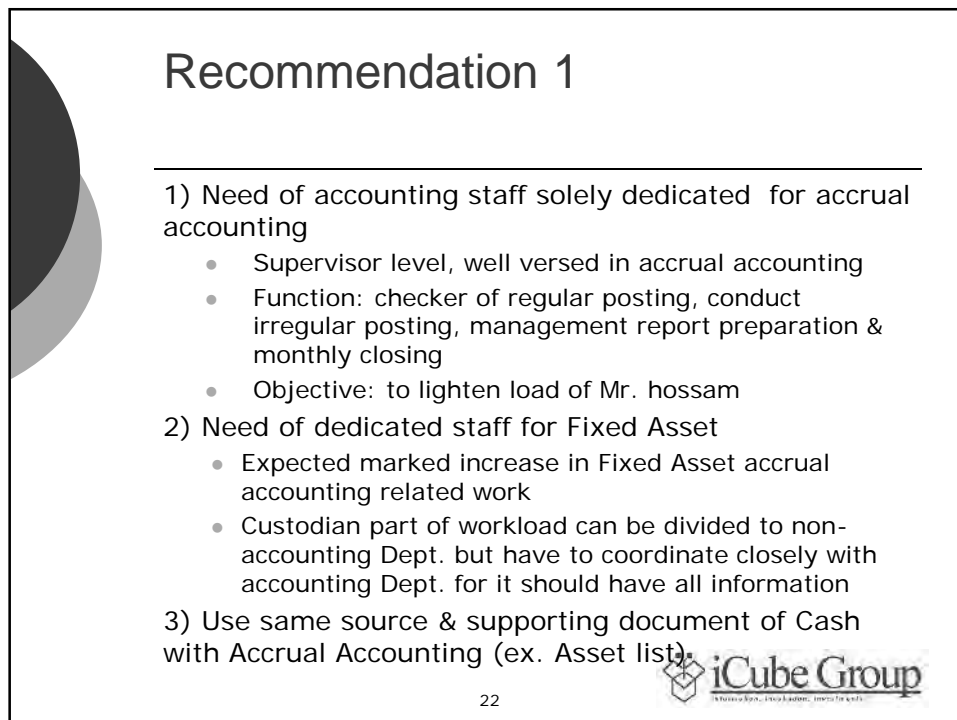 Recommendation 1
1) Need of accounting staff solely dedicated for accrual
accounting
Supervisor level, well versed in accrual accounting
Function: checker of regular posting, conduct
irregular posting, management report preparation &
monthly closing
Objective: to lighten load of Mr. hossam
2) Need of dedicated staff for Fixed Asset
Expected marked increase in Fixed Asset accrual
accounting related work
Custodian part of workload can be divided to non-
accounting Dept. but have to coordinate closely with
accounting Dept. for it should have all information
3) Use same source & supporting document of Cash
with Accrual Accounting (ex. Asset list).
iCube Group
22